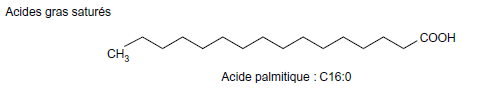 Acides gras saturés
COOH
CH₃
Acide palmitique : C16:0